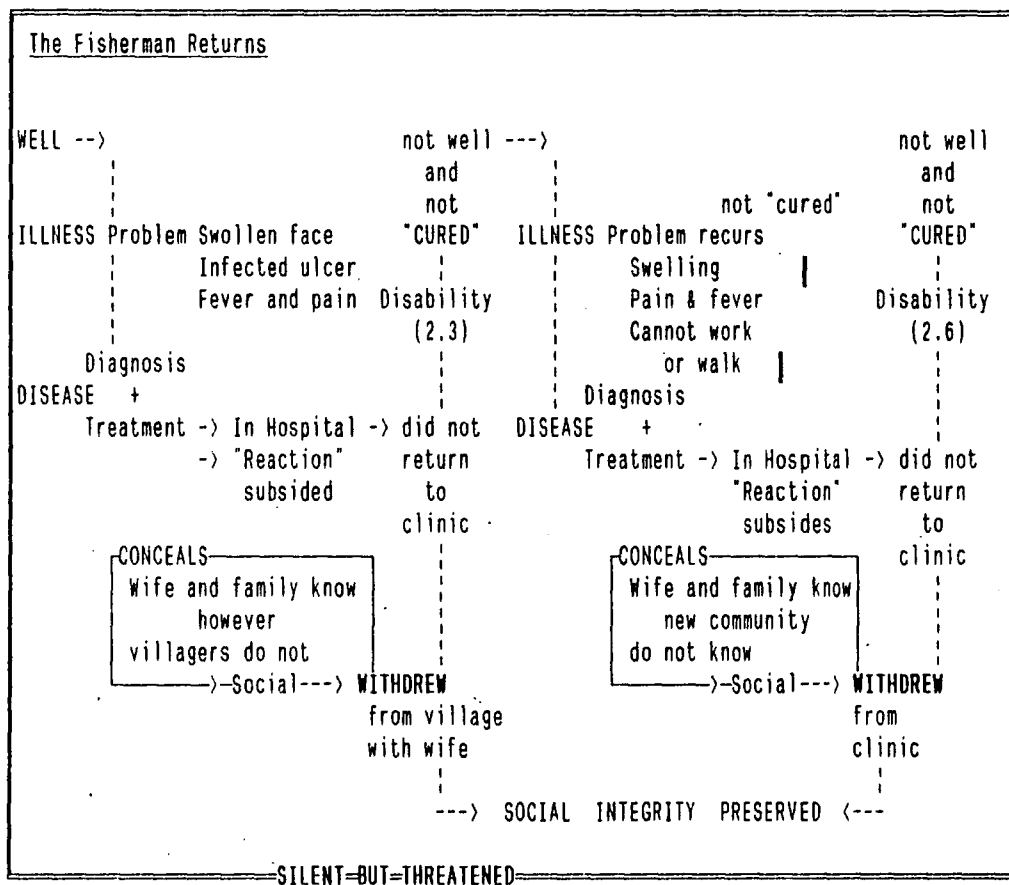 The Fisherman Returns
WELL --> not well ---> not well
and and
not not "cured" not
ILLNESS Problem Swollen face "CURED" ILLNESS Problem recurs "CURED"
Infected ulcer Swelling
Fever and pain Disability Pain & fever Disability
(2.3) Cannot work (2.6)
Diagnosis or walk
DISEASE + Diagnosis
Treatment -> In Hospital -> did not DISEASE +
-> "Reaction" return Treatment -> In Hospital -> did not
subsided to "Reaction" return
clinic subsides to
CONCEALS CONCEALS clinic
Wife and family know Wife and family know
however new community
villagers do not do not know
>-Social---> WITHDREW >-Social---> WITHDREW
from village from
with wife clinic
---> SOCIAL INTEGRITY PRESERVED <---
SILENT=BUT=THREATENED